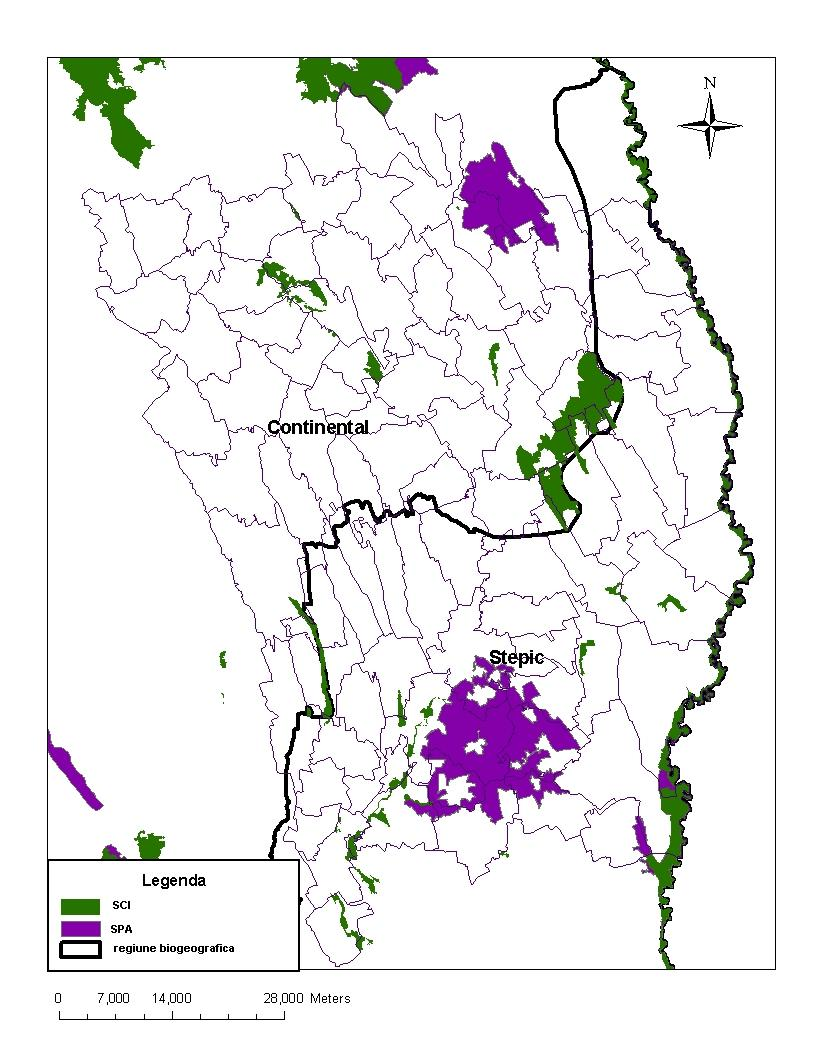 N
Continental
Stepic
Legenda
SCI
SPA
regiune biogeografica
0 7,000 14,000 28,000 Meters